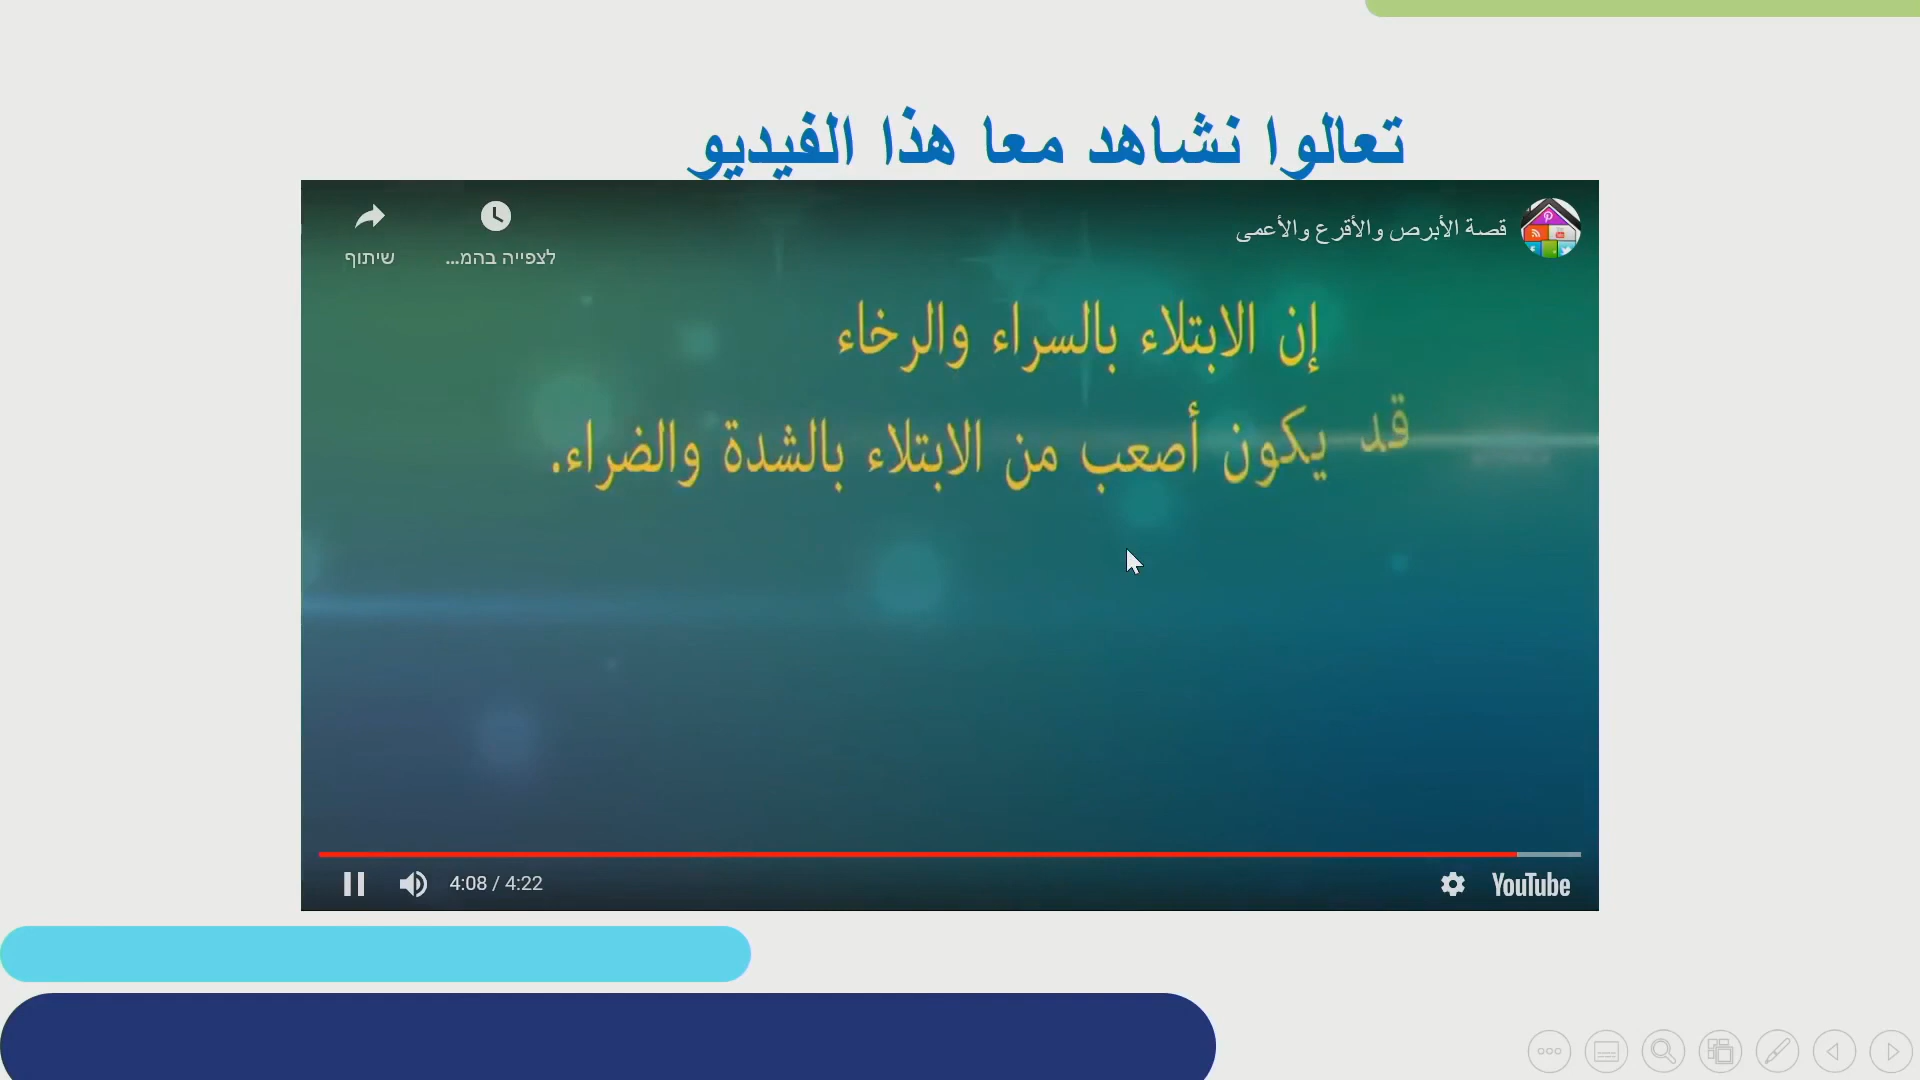 تعالوا نشاهد معا هذا الفيديو
قصة الأبرص والأقرع والأعمى
לצפייה בהמ...
שיתוף
إن الابتلاء بالسراء والرخاء
قد يكون أصعب من الابتلاء بالشدة والضراء.
4:08 / 4:22
YouTube